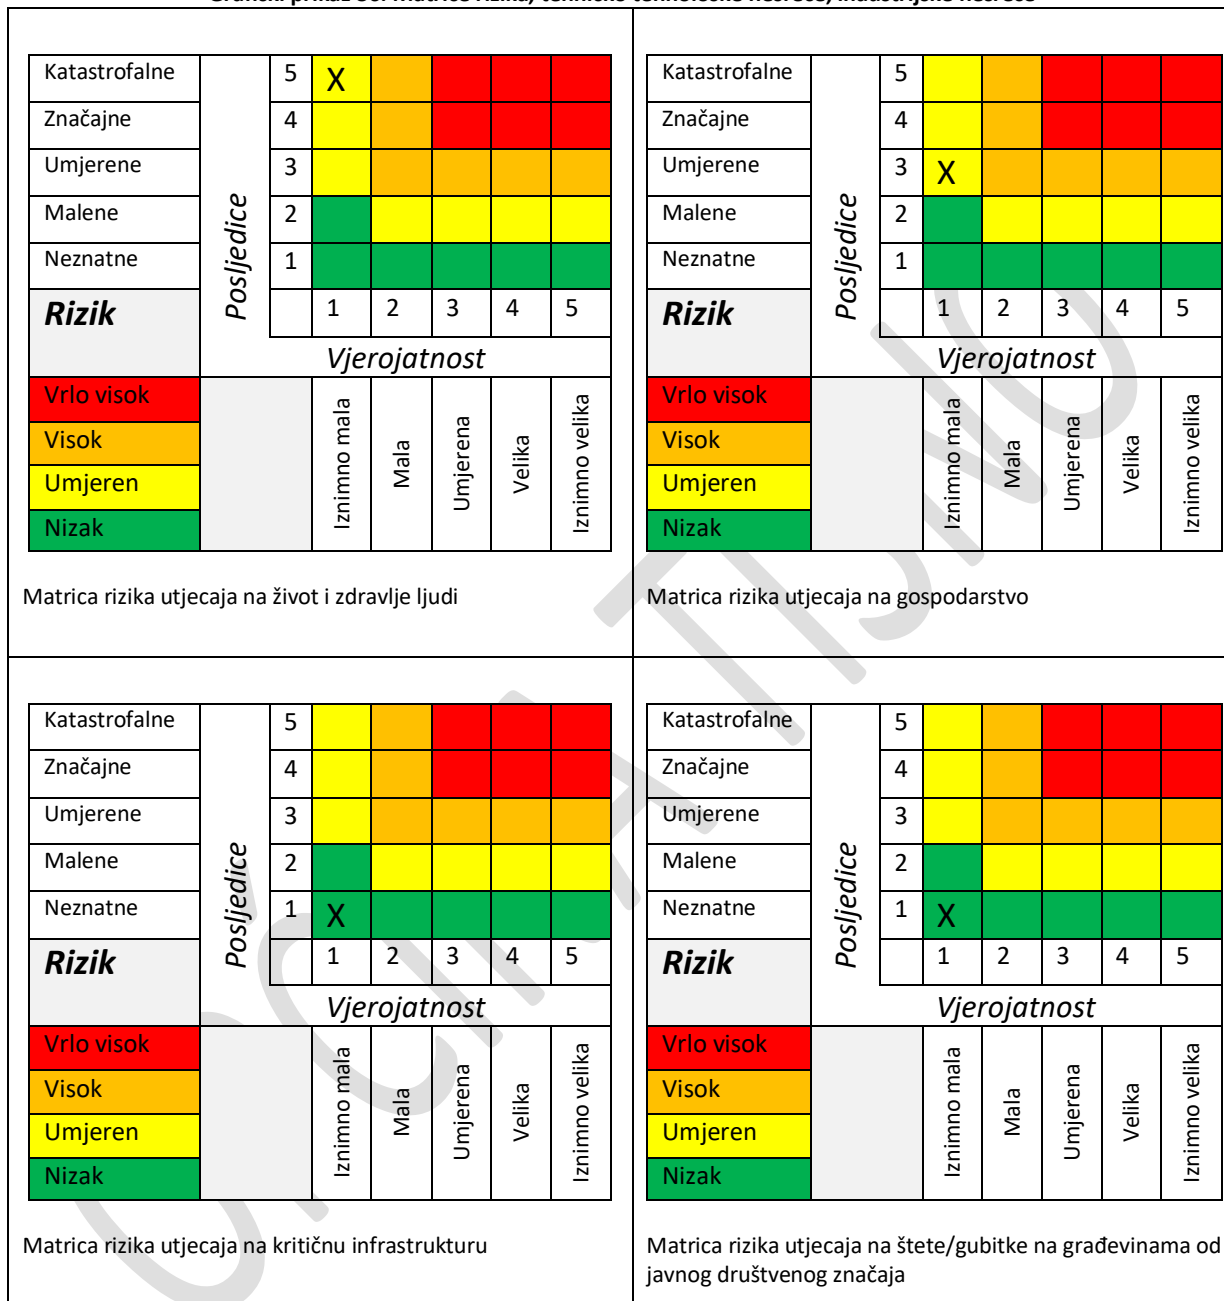 Katastrofalne 5 X
Značajne 4
Umjerene 3
Malene 2
Neznatne 1
Posljedice
Rizik 1 2 3 4 5
Vjerojatnost
Vrlo visok
Visok
Umjeren
Nizak
Iznimno mala
Mala
Umjerena
Velika
Iznimno velika
Matrica rizika utjecaja na život i zdravlje ljudi
Katastrofalne 5
Značajne 4
Umjerene 3 X
Malene 2
Neznatne 1
Posljedice
Rizik 1 2 3 4 5
Vjerojatnost
Vrlo visok
Visok
Umjeren
Nizak
Iznimno mala
Mala
Umjerena
Velika
Iznimno velika
Matrica rizika utjecaja na gospodarstvo
Katastrofalne 5
Značajne 4
Umjerene 3
Malene 2
Neznatne 1 X
Posljedice
Rizik 1 2 3 4 5
Vjerojatnost
Vrlo visok
Visok
Umjeren
Nizak
Iznimno mala
Mala
Umjerena
Velika
Iznimno velika
Matrica rizika utjecaja na kritičnu infrastrukturu
Katastrofalne 5
Značajne 4
Umjerene 3
Malene 2
Neznatne 1 X
Posljedice
Rizik 1 2 3 4 5
Vjerojatnost
Vrlo visok
Visok
Umjeren
Nizak
Iznimno mala
Mala
Umjerena
Velika
Iznimno velika
Matrica rizika utjecaja na štete/gubitke na građevinama od
javnog društvenog značaja